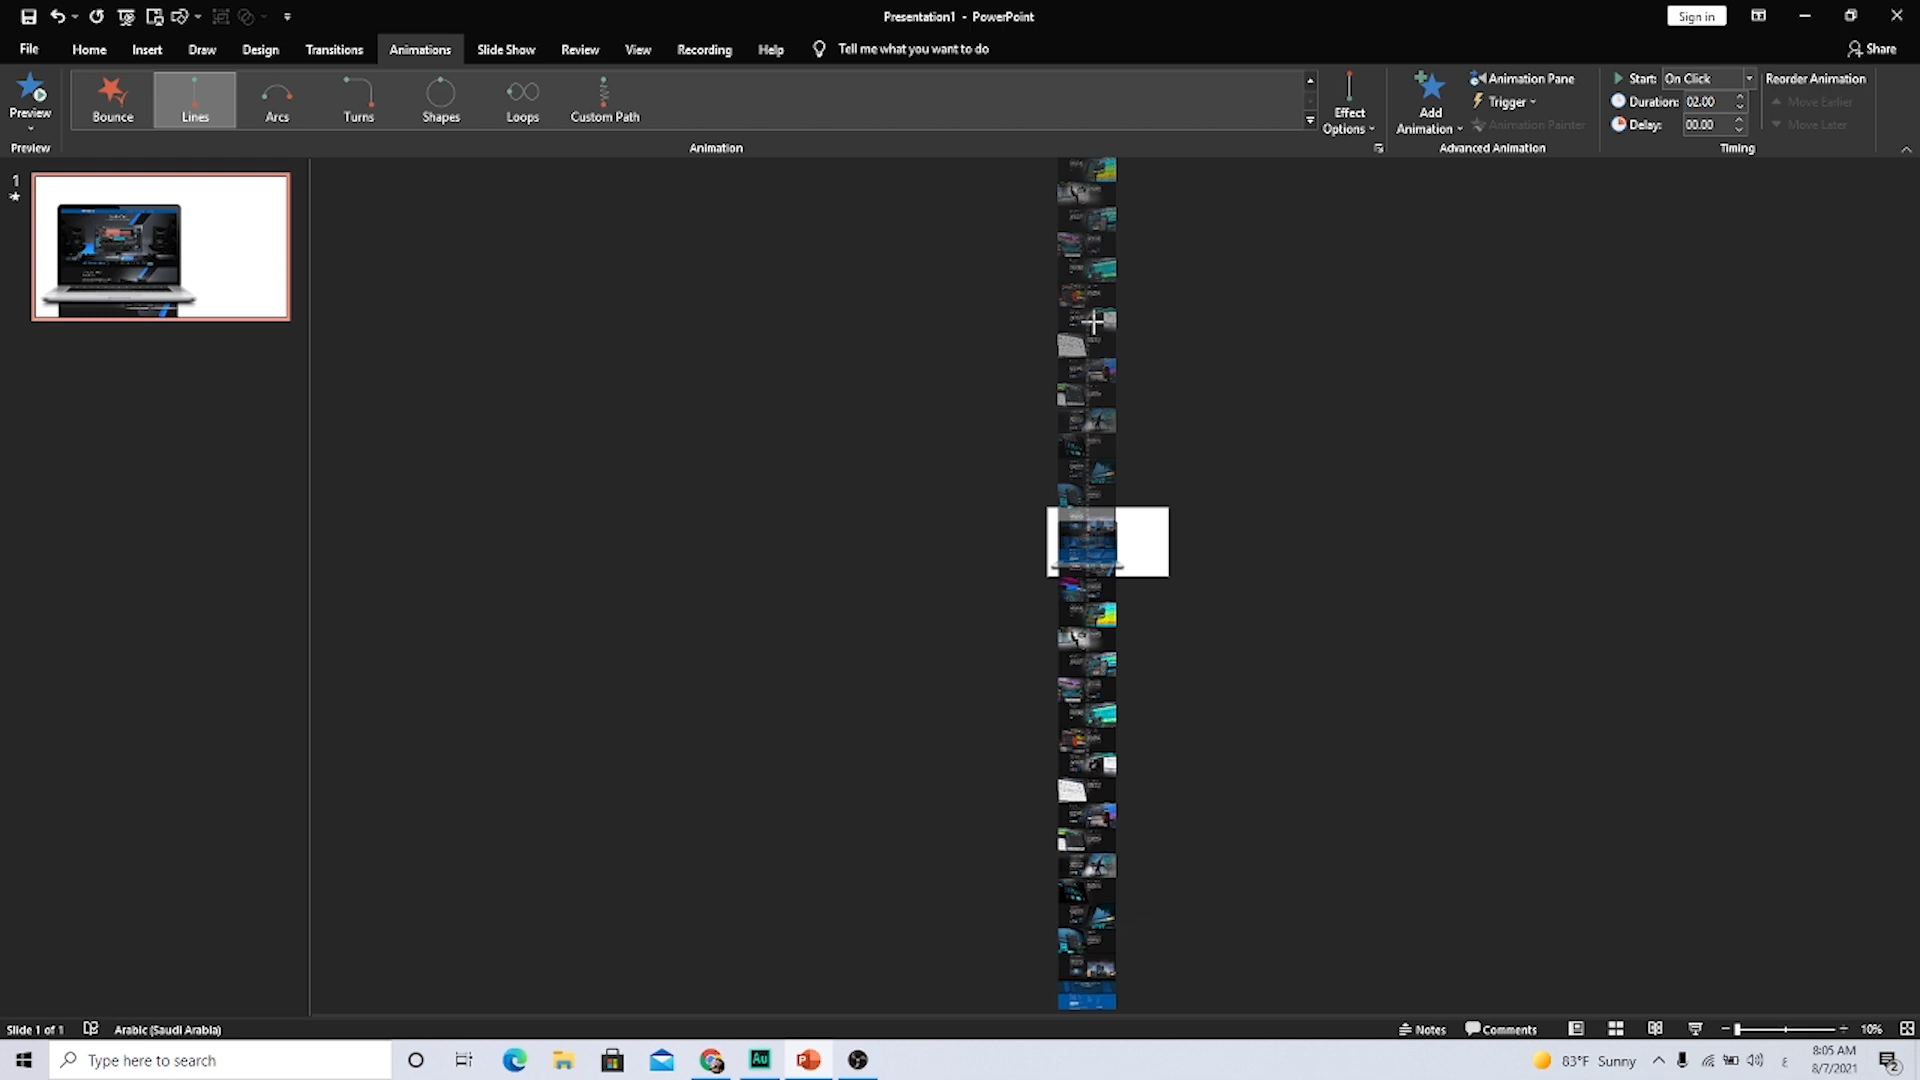 Presentation1 - PowerPoint
Sign in
File
Home
Insert
Draw
Design
Transitions
Animations
Slide Show
Review
View
Recording
Help
Tell me what you want to do
Share
Preview
Bounce
Lines
Arcs
Turns
Shapes
Loops
Custom Path
Effect
Options
Add
Animation
Animation Pane
Trigger
Animation Painter
Start: On Click
Duration: 02.00
Delay: 00.00
Reorder Animation
Move Earlier
Move Later
Preview
Animation
Advanced Animation
Timing
1
Slide 1 of 1
Arabic (Saudi Arabia)
Notes
Comments
10%
Type here to search
Au
83°F Sunny
ع
8:05 AM
8/7/2021
2